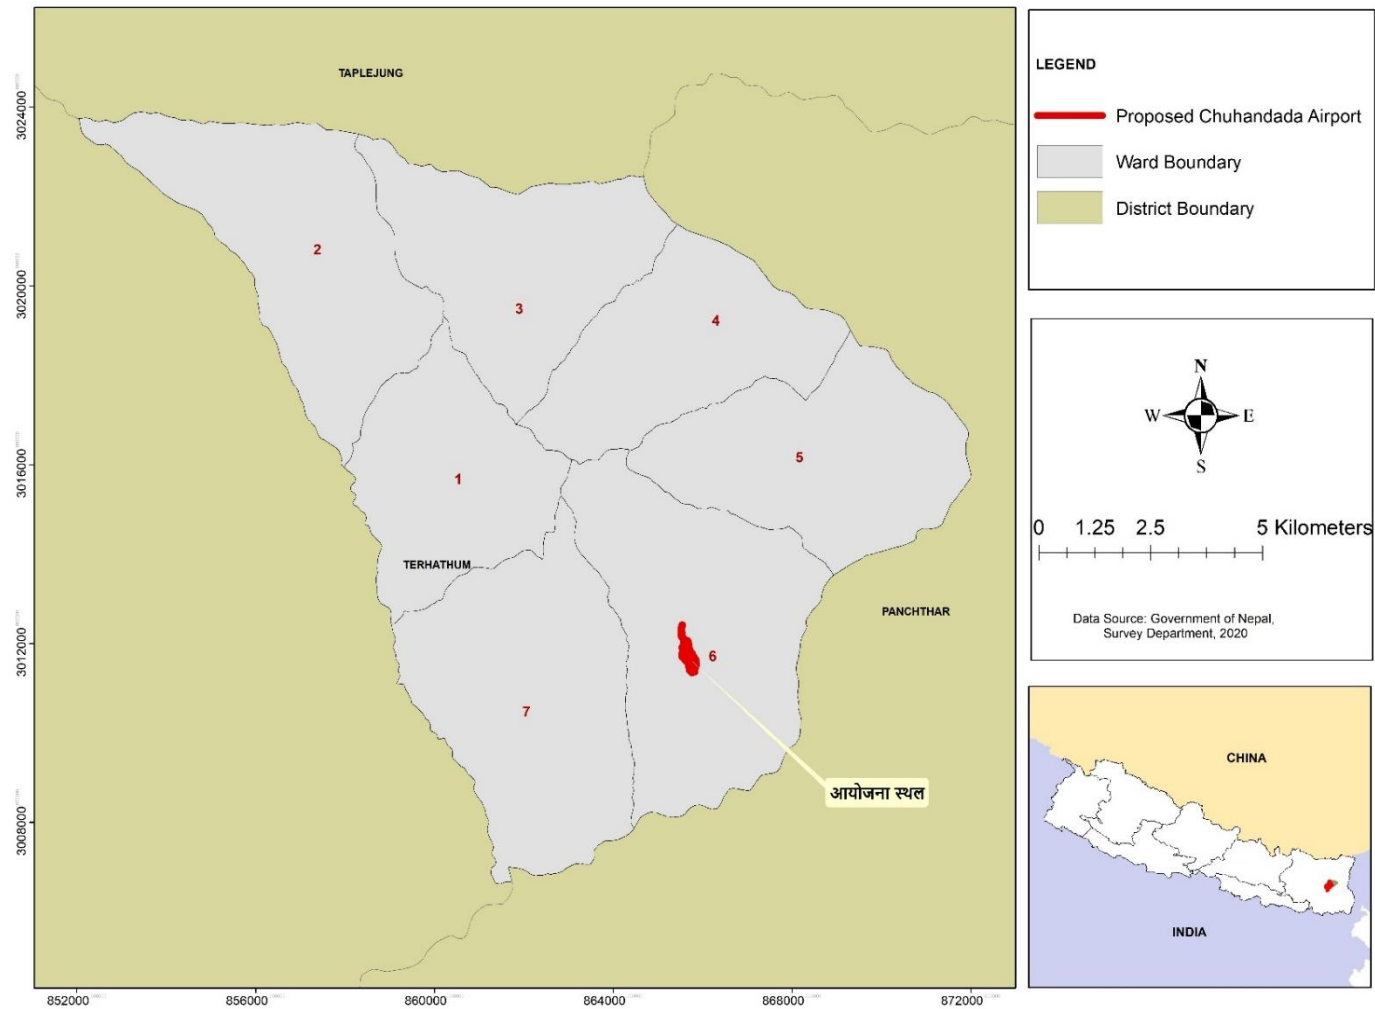 TAPLEJUNG
3024000
2
3020000
3
4
3016000
1
5
TERHATHUM
PANCHTHAR
3012000
6
7
आयोजना स्थल
3008000
852000
856000
860000
864000
868000
872000
LEGEND
Proposed Chuhandada Airport
Ward Boundary
District Boundary
N
W
E
S
0 1.25 2.5 5 Kilometers
Data Source: Government of Nepal,
Survey Department, 2020
CHINA
INDIA